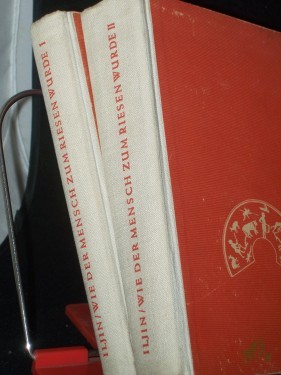 ILJIN/WIE DER MENSCH ZUM RIESEN WURDE I
ILJIN/WIE DER MENSCH ZUM RIESEN WURDE II